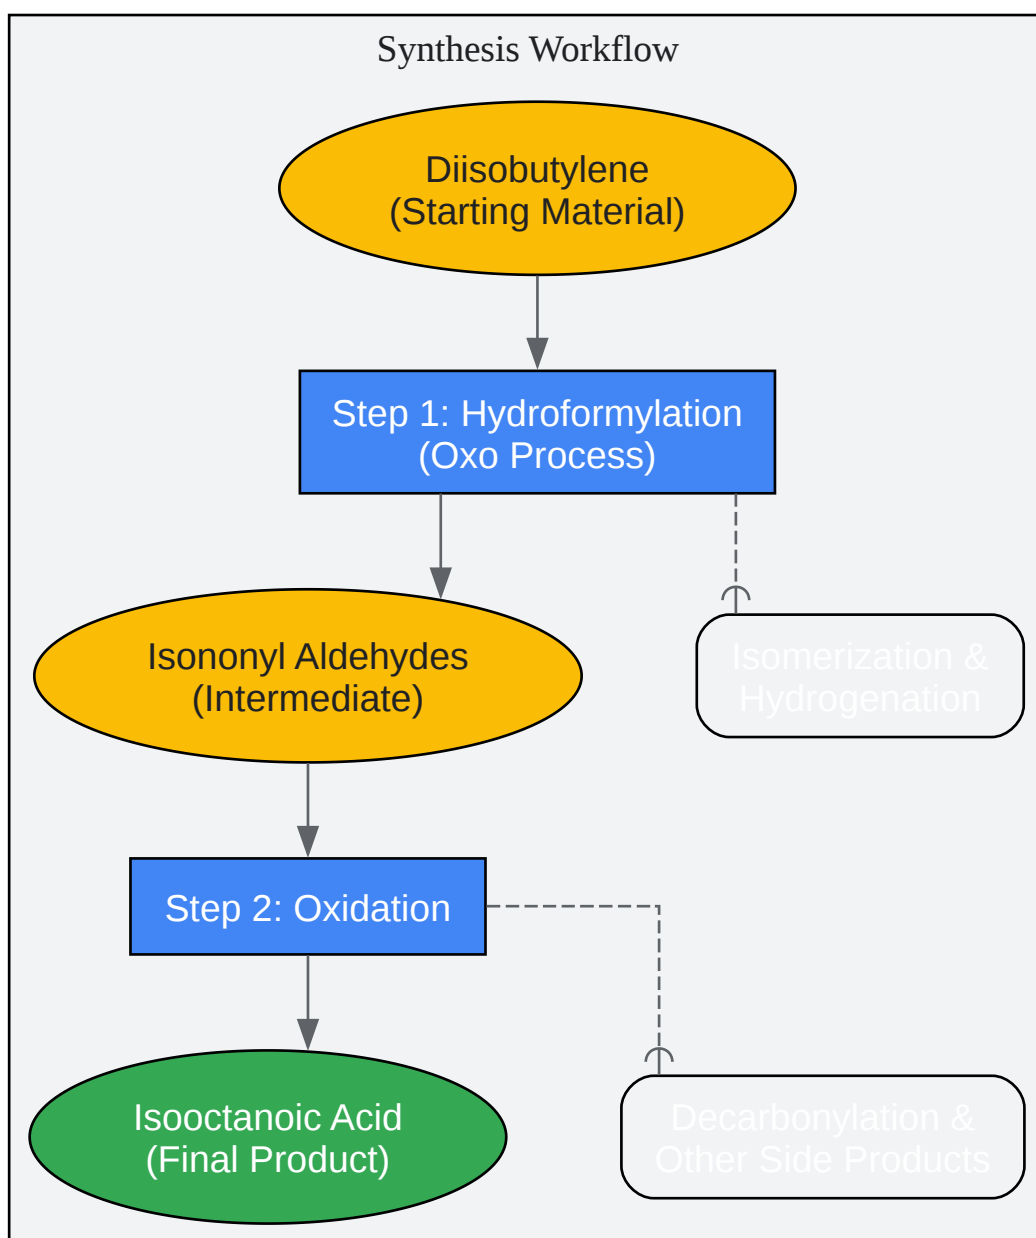 Synthesis Workflow
Diisobutylene
(Starting Material)
Step 1: Hydroformylation
(Oxo Process)
Isononyl Aldehydes
(Intermediate)
Isomerization &
Hydrogenation
Step 2: Oxidation
Isooctanoic Acid
(Final Product)
Decarbonylation &
Other Side Products